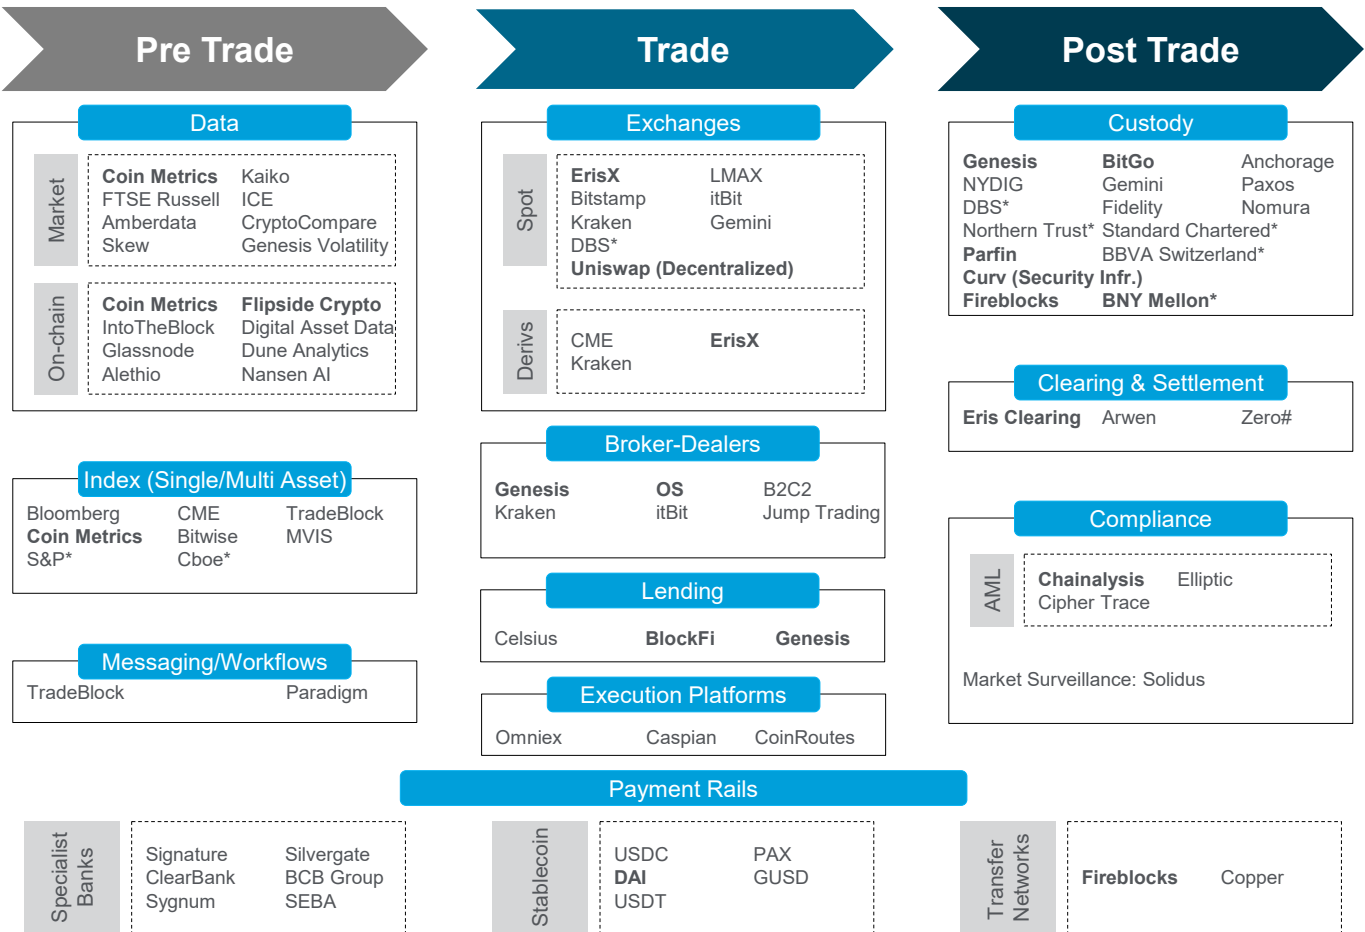 Pre Trade
Trade
Post Trade
Data
Market
Coin Metrics Kaiko
FTSE Russell ICE
Amberdata CryptoCompare
Skew Genesis Volatility
On-chain
Coin Metrics Flipside Crypto
IntoTheBlock Digital Asset Data
Glassnode Dune Analytics
Alethio Nansen AI
Index (Single/Multi Asset)
Bloomberg CME TradeBlock
Coin Metrics Bitwise MVIS
S&P* Cboe*
Messaging/Workflows
TradeBlock Paradigm
Exchanges
Spot
ErisX LMAX
Bitstamp itBit
Kraken Gemini
DBS*
Uniswap (Decentralized)
Derivs
CME ErisX
Kraken
Broker-Dealers
Genesis OS B2C2
Kraken itBit Jump Trading
Lending
Celsius BlockFi Genesis
Execution Platforms
Omniex Caspian CoinRoutes
Custody
Genesis BitGo Anchorage
NYDIG Gemini Paxos
DBS* Fidelity Nomura
Northern Trust* Standard Chartered*
Parfin BBVA Switzerland*
Curv (Security Infr.)
Fireblocks BNY Mellon*
Clearing & Settlement
Eris Clearing Arwen Zero#
Compliance
AML
Chainalysis Elliptic
Cipher Trace
Market Surveillance: Solidus
Payment Rails
Specialist
Banks
Signature Silvergate
ClearBank BCB Group
Sygnum SEBA
Stablecoin
USDC PAX
DAI GUSD
USDT
Transfer
Networks
Fireblocks Copper